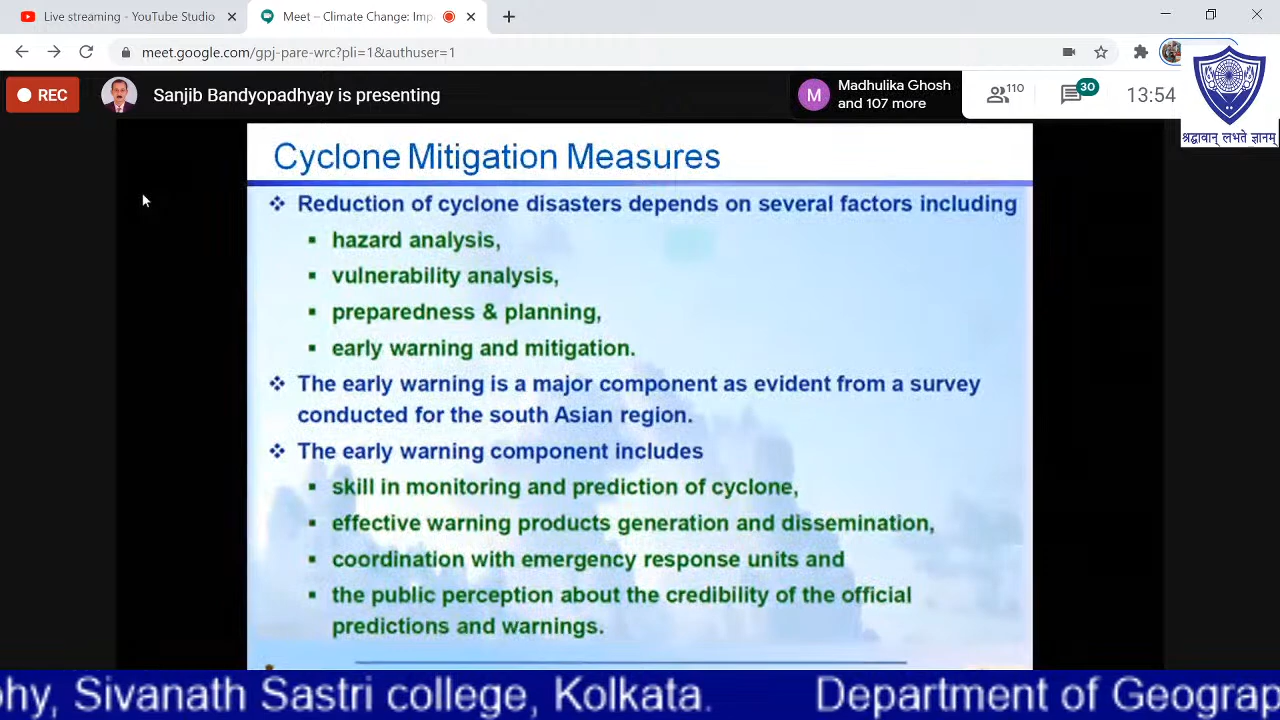 Live streaming - YouTube Studio
Meet – Climate Change: Imp
meet.google.com/gpj-pare-wrc?pli=1&authuser=1
REC
Sanjib Bandyopadhyay is presenting
M
Madhulika Ghosh
and 107 more
110
30
13:54
श्रद्धावान् लभते ज्ञानम्
Cyclone Mitigation Measures
Reduction of cyclone disasters depends on several factors including
hazard analysis,
vulnerability analysis,
preparedness & planning,
early warning and mitigation.
The early warning is a major component as evident from a survey
conducted for the south Asian region.
The early warning component includes
skill in monitoring and prediction of cyclone,
effective warning products generation and dissemination,
coordination with emergency response units and
the public perception about the credibility of the official
predictions and warnings.
ohy, Sivanath Sastri college, Kolkata. Department of Geograp